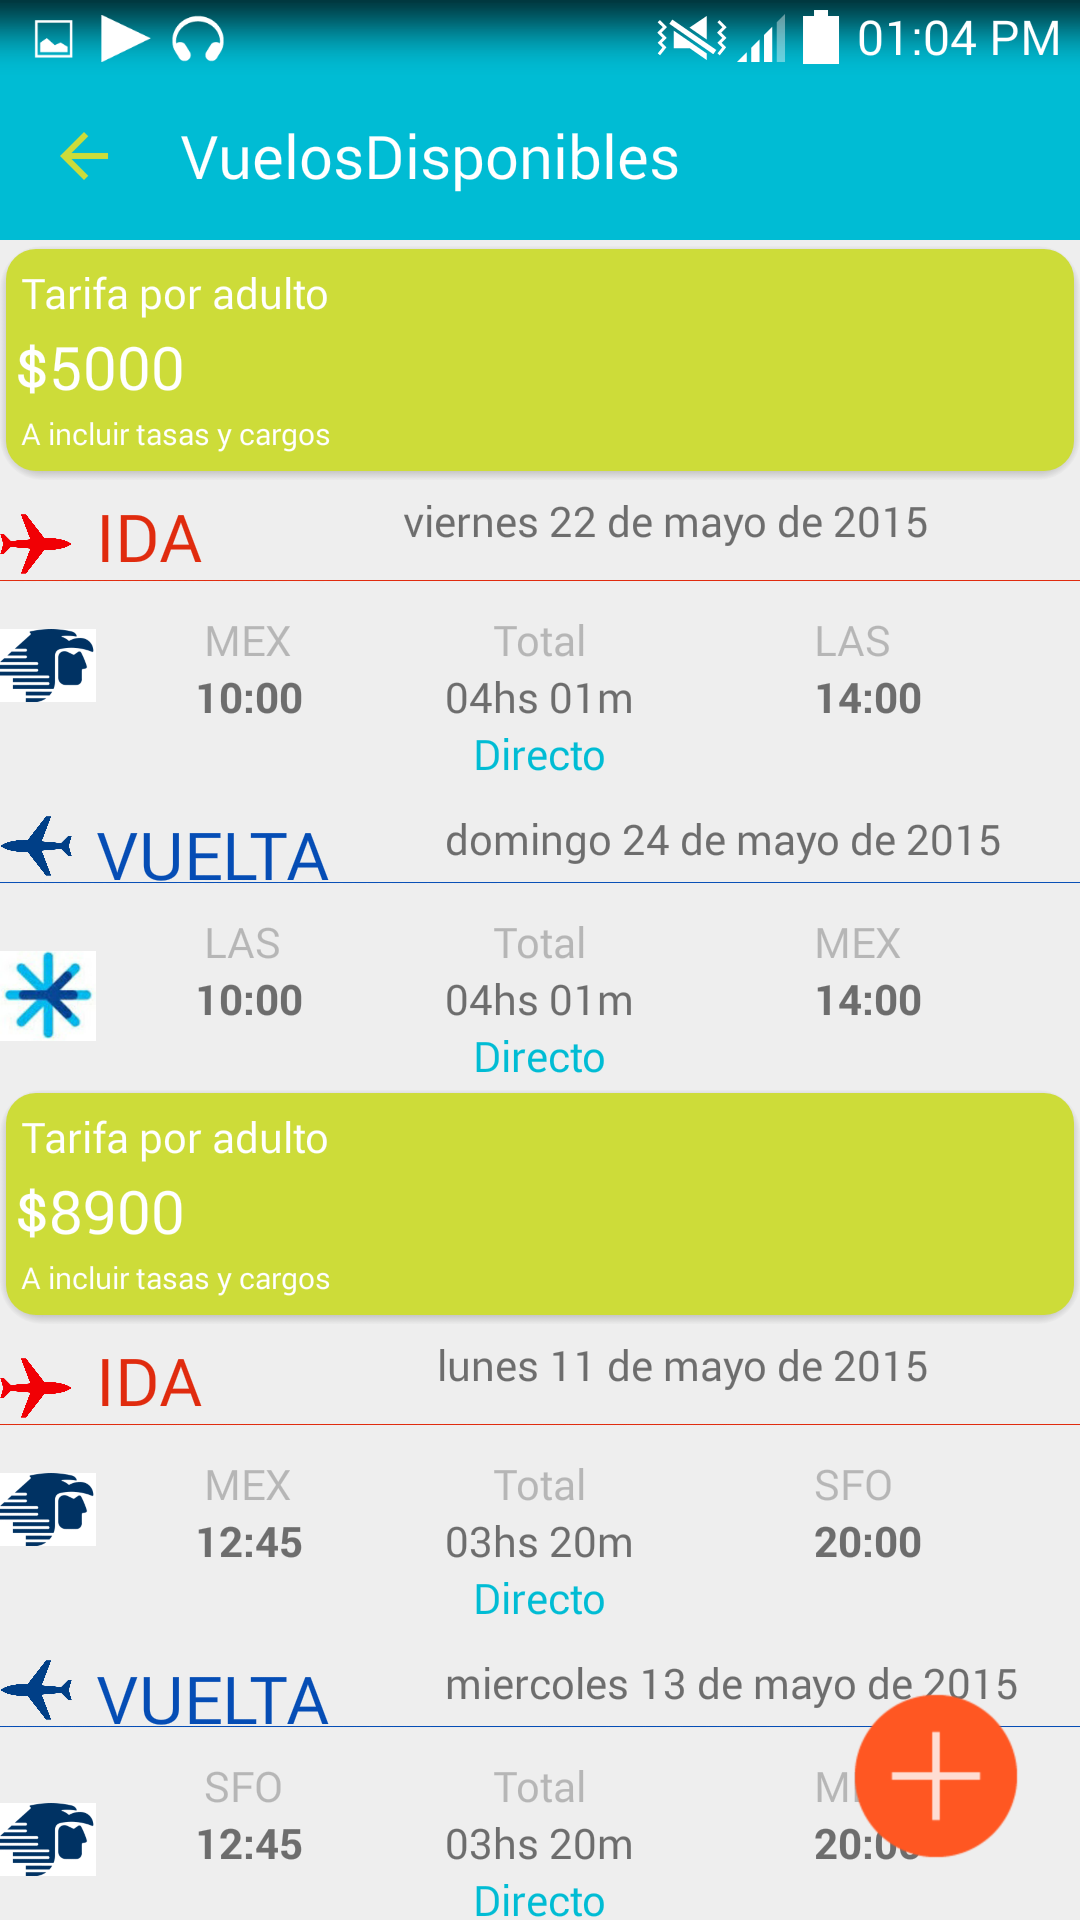 01:04 PM
VuelosDisponibles
Tarifa por adulto
$5000
A incluir tasas y cargos
IDA viernes 22 de mayo de 2015
MEX Total LAS
10:00 04hs 01m 14:00
Directo
VUELTA domingo 24 de mayo de 2015
LAS Total MEX
10:00 04hs 01m 14:00
Directo
Tarifa por adulto
$8900
A incluir tasas y cargos
IDA lunes 11 de mayo de 2015
MEX Total SFO
12:45 03hs 20m 20:00
Directo
VUELTA miercoles 13 de mayo de 2015
SFO Total
12:45 03hs 20m 20:00
Directo